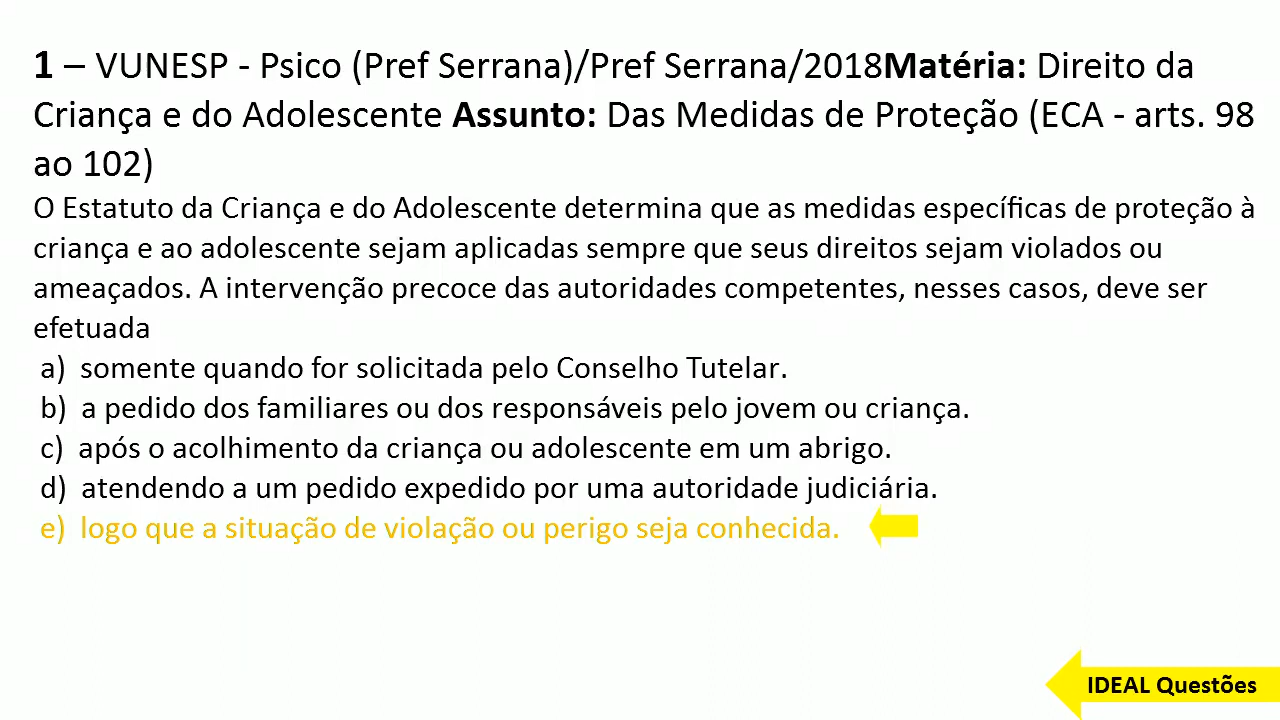 1 – VUNESP - Psico (Pref Serrana)/Pref Serrana/2018Matéria: Direito da
Criança e do Adolescente Assunto: Das Medidas de Proteção (ECA - arts. 98
ao 102)
O Estatuto da Criança e do Adolescente determina que as medidas específicas de proteção à
criança e ao adolescente sejam aplicadas sempre que seus direitos sejam violados ou
ameaçados. A intervenção precoce das autoridades competentes, nesses casos, deve ser
efetuada
a) somente quando for solicitada pelo Conselho Tutelar.
b) a pedido dos familiares ou dos responsáveis pelo jovem ou criança.
c) após o acolhimento da criança ou adolescente em um abrigo.
d) atendendo a um pedido expedido por uma autoridade judiciária.
e) logo que a situação de violação ou perigo seja conhecida.
IDEAL Questões